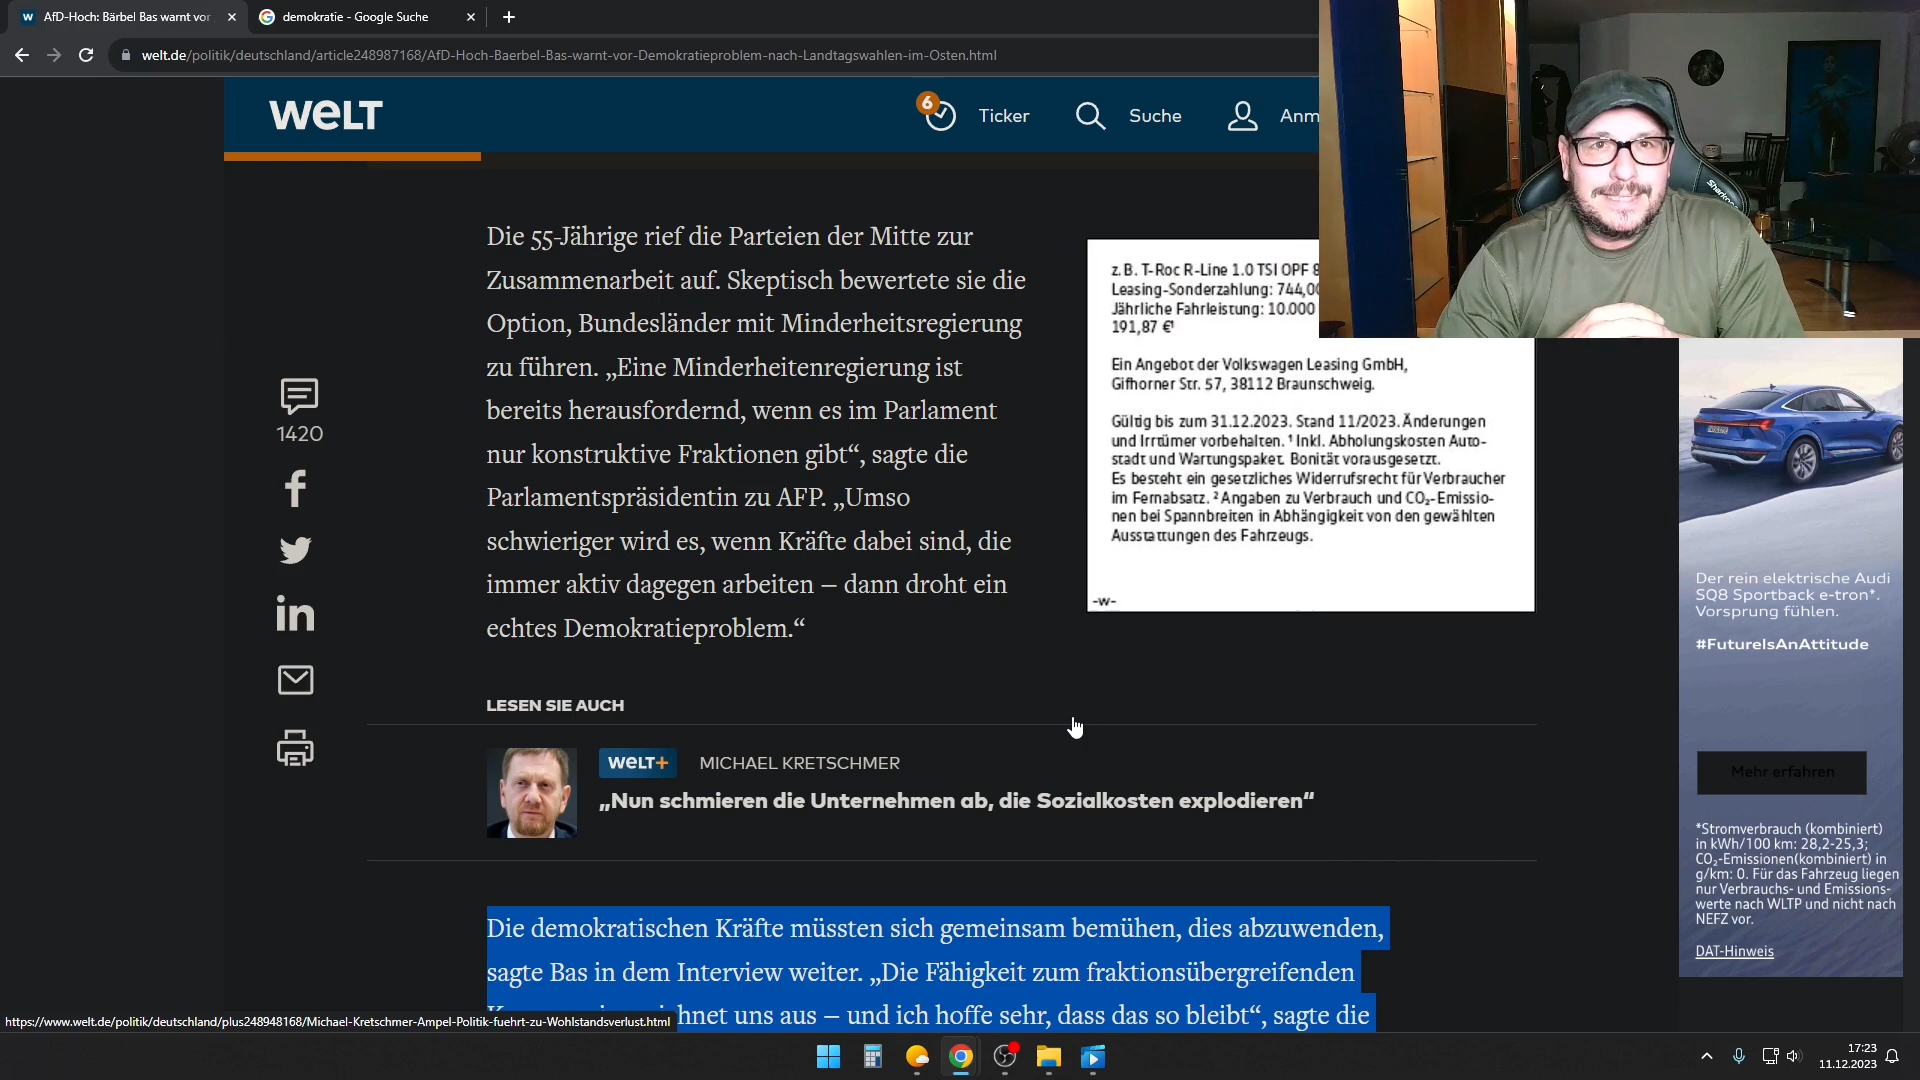 AfD-Hoch: Bärbel Bas warnt vor
demokratie - Google Suche
welt.de/politik/deutschland/article248987168/AfD-Hoch-Baerbel-Bas-warnt-vor-Demokratieproblem-nach-Landtagswahlen-im-Osten.html
WELT
6
Ticker
Suche
Anm
Sharkoon
Die 55-Jährige rief die Parteien der Mitte zur
Zusammenarbeit auf. Skeptisch bewertete sie die
Option, Bundesländer mit Minderheitsregierung
zu führen. „Eine Minderheitenregierung ist
bereits herausfordernd, wenn es im Parlament
nur konstruktive Fraktionen gibt“, sagte die
Parlamentspräsidentin zu AFP. „Umso
schwieriger wird es, wenn Kräfte dabei sind, die
immer aktiv dagegen arbeiten – dann droht ein
echtes Demokratieproblem.“
1420
z. B. T-Roc R-Line 1.0 TSI OPF 8
Leasing-Sonderzahlung: 744,00
Jährliche Fahrleistung: 10.000
191,87 €¹
Ein Angebot der Volkswagen Leasing GmbH,
Gifhorner Str. 57, 38112 Braunschweig.
Gültig bis zum 31.12.2023. Stand 11/2023. Änderungen
und Irrtümer vorbehalten. ¹ Inkl. Abholungskosten Auto-
stadt und Wartungspaket. Bonität vorausgesetzt.
Es besteht ein gesetzliches Widerrufsrecht für Verbraucher
im Fernabsatz. ² Angaben zu Verbrauch und CO₂-Emissio-
nen bei Spannbreiten in Abhängigkeit von den gewählten
Ausstattungen des Fahrzeugs.
-w-
Der rein elektrische Audi
SQ8 Sportback e-tron*.
Vorsprung fühlen.
#FutureIsAnAttitude
Mehr erfahren
*Stromverbrauch (kombiniert)
in kWh/100 km: 28,2-25,3;
CO₂-Emissionen(kombiniert) in
g/km: 0. Für das Fahrzeug liegen
nur Verbrauchs- und Emissions-
werte nach WLTP und nicht nach
NEFZ vor.
DAT-Hinweis
LESEN SIE AUCH
WELT+ MICHAEL KRETSCHMER
„Nun schmieren die Unternehmen ab, die Sozialkosten explodieren“
Die demokratischen Kräfte müssten sich gemeinsam bemühen, dies abzuwenden,
sagte Bas in dem Interview weiter. „Die Fähigkeit zum fraktionsübergreifenden
hnet uns aus – und ich hoffe sehr, dass das so bleibt“, sagte die
https://www.welt.de/politik/deutschland/plus248948168/Michael-Kretschmer-Ampel-Politik-fuehrt-zu-Wohlstandsverlust.html
17:23
11.12.2023